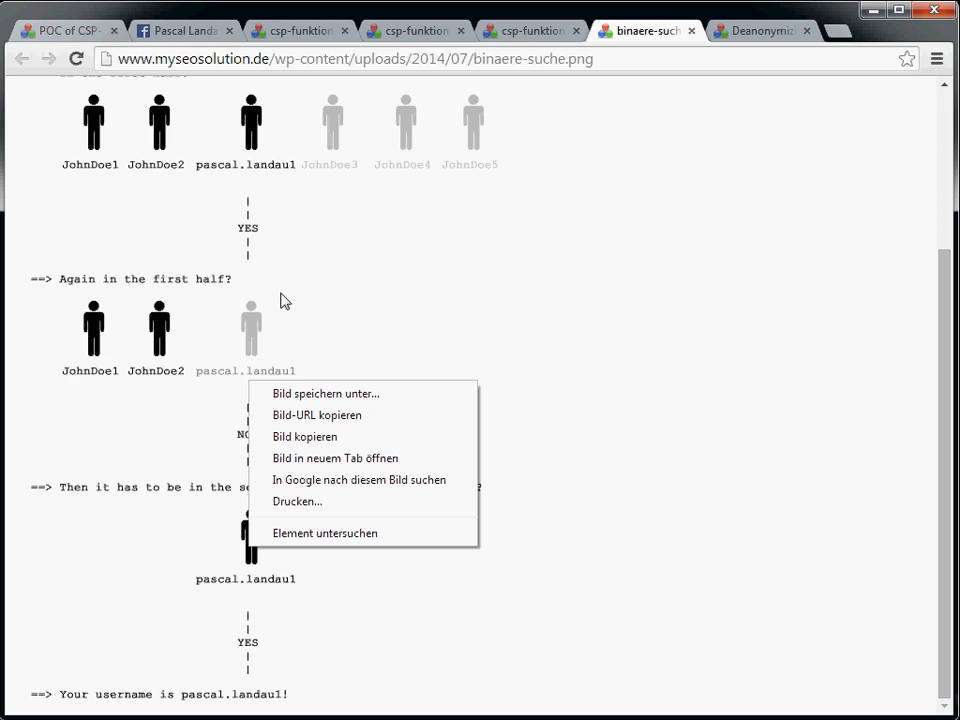 POC of CSP-
Pascal Landa
csp-funktion
csp-funktion
csp-funktion
binaere-such
Deanonymizi
www.myseosolution.de/wp-content/uploads/2014/07/binaere-suche.png
JohnDoe1 JohnDoe2 pascal.landau1 JohnDoe3 JohnDoe4 JohnDoe5
YES
==> Again in the first half?
JohnDoe1 JohnDoe2 pascal.landau1
Bild speichern unter...
Bild-URL kopieren
Bild kopieren
Bild in neuem Tab öffnen
In Google nach diesem Bild suchen
Drucken...
Element untersuchen
==> Then it has to be in the se ?
pascal.landau1
YES
==> Your username is pascal.landau1!